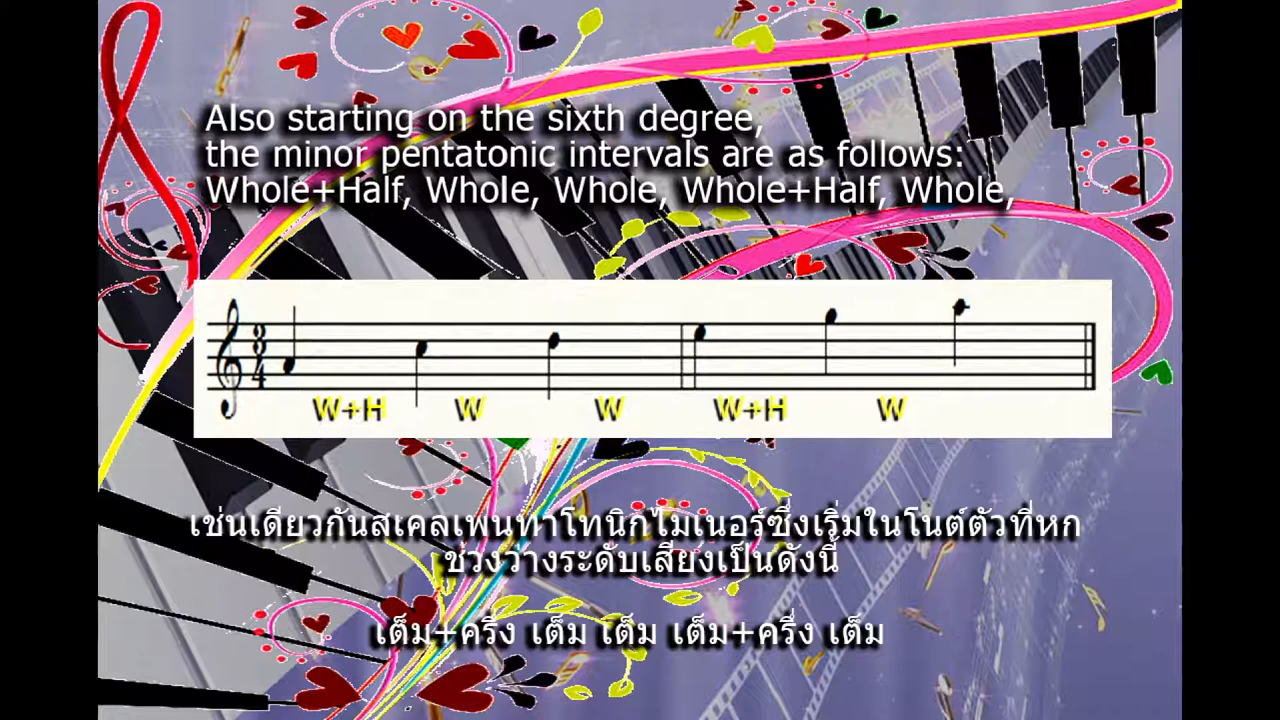 Also starting on the sixth degree,
the minor pentatonic intervals are as follows:
Whole+Half, Whole, Whole, Whole+Half, Whole,
3
4
W+H W W W+H W
เช่นเดียวกันสเกลเพนทาโทนิกไมเนอร์ซึ่งเริ่มในโนต์ตัวที่หก
ช่วงว่างระดับเสียงเป็นดังนี้
เต็ม+ครึ่ง เต็ม เต็ม เต็ม+ครึ่ง เต็ม